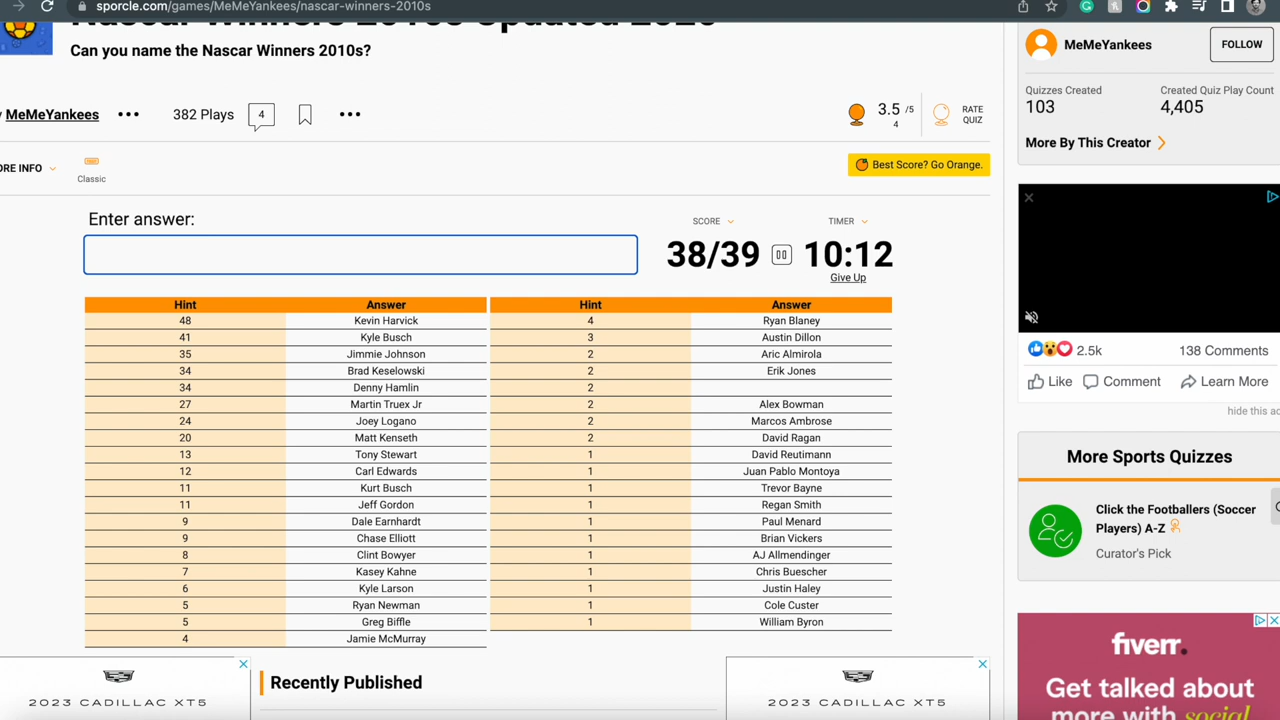 sporcle.com/games/MeMeYankees/nascar-winners-2010s
Can you name the Nascar Winners 2010s?
MeMeYankees
382 Plays
4
3.5 /5
4
RATE QUIZ
MORE INFO
Classic
Best Score? Go Orange.
Enter answer:
SCORE
TIMER
38/39
10:12
Give Up
Hint Answer Hint Answer
48 Kevin Harvick 4 Ryan Blaney
41 Kyle Busch 3 Austin Dillon
35 Jimmie Johnson 2 Aric Almirola
34 Brad Keselowski 2 Erik Jones
34 Denny Hamlin 2
27 Martin Truex Jr 2 Alex Bowman
24 Joey Logano 2 Marcos Ambrose
20 Matt Kenseth 2 David Ragan
13 Tony Stewart 1 David Reutimann
12 Carl Edwards 1 Juan Pablo Montoya
11 Kurt Busch 1 Trevor Bayne
11 Jeff Gordon 1 Regan Smith
9 Dale Earnhardt 1 Paul Menard
9 Chase Elliott 1 Brian Vickers
8 Clint Bowyer 1 AJ Allmendinger
7 Kasey Kahne 1 Chris Buescher
6 Kyle Larson 1 Justin Haley
5 Ryan Newman 1 Cole Custer
5 Greg Biffle 1 William Byron
4 Jamie McMurray
2023 CADILLAC XT5
Recently Published
2023 CADILLAC XT5
MeMeYankees
FOLLOW
Quizzes Created
103
Created Quiz Play Count
4,405
More By This Creator
2.5k
138 Comments
Like
Comment
Learn More
hide this ad
More Sports Quizzes
Click the Footballers (Soccer
Players) A-Z
Curator's Pick
fiverr.
Get talked about
more with social